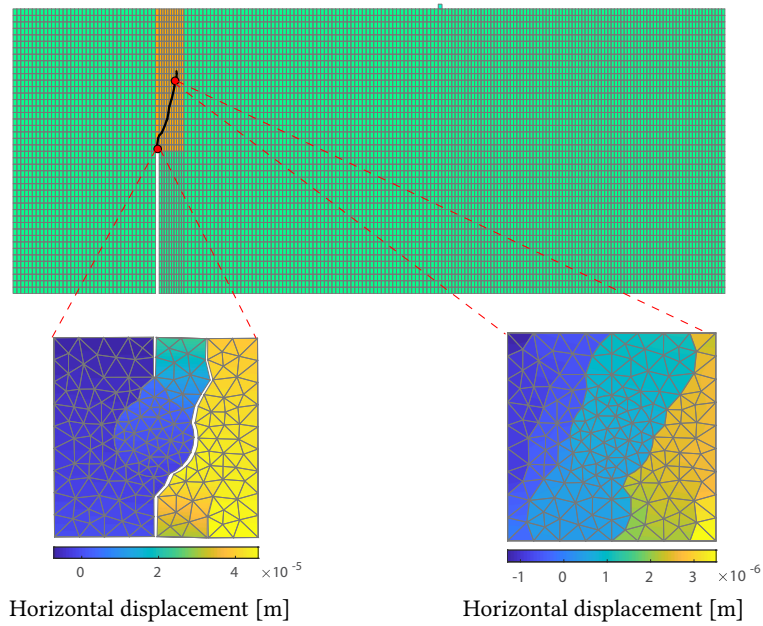 0 2 4 ×10⁻⁵
Horizontal displacement [m]
-1 0 1 2 3 ×10⁻⁶
Horizontal displacement [m]